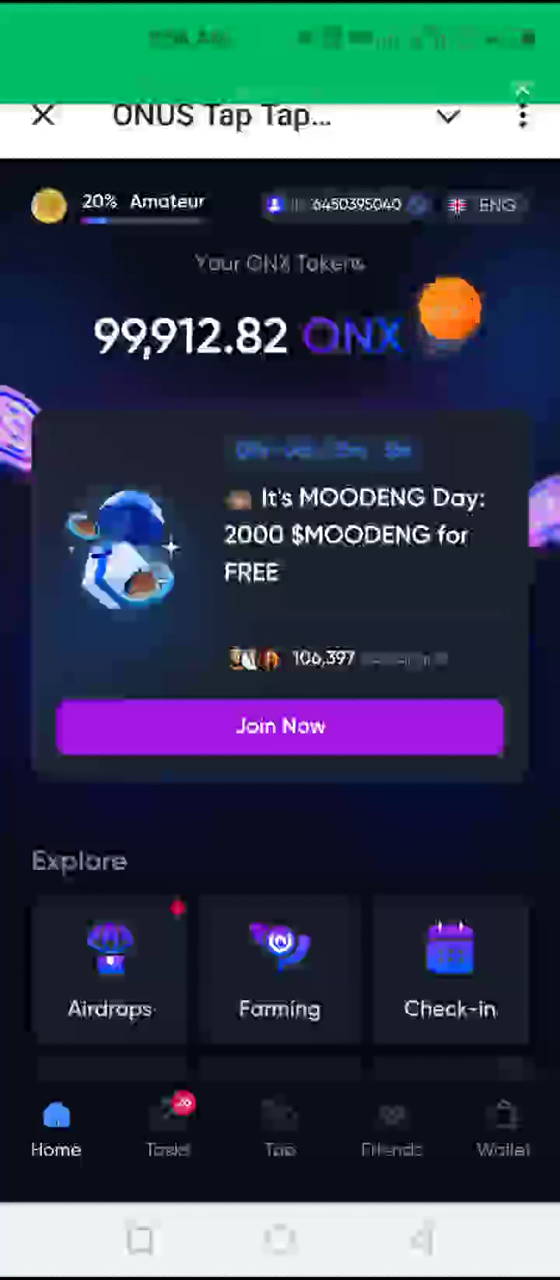 ONUS Tap Tap...
20% Amateur
6450395040
ENG
Your ONX Tokens
99,912.82 ONX
It's MOODENG Day:
2000 $MOODENG for
FREE
106,397
Join Now
Explore
Airdrops
Farming
Check-in
Home
Tasks
Tap
Friends
Wallet